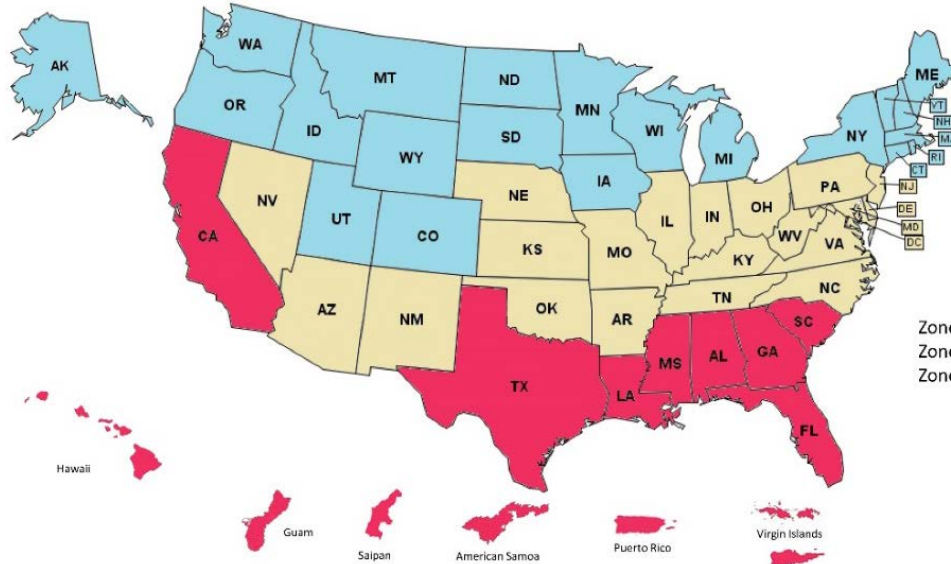 AK
WA
MT
ND
MN
ME
VT
NH
MA
RI
CT
OR
ID
WY
SD
WI
MI
NY
IA
NE
NV
UT
CO
CA
KS
MO
IL
IN
OH
PA
NJ
DE
MD
DC
WV
VA
KY
AZ
NM
OK
AR
TN
NC
SC
TX
LA
MS
AL
GA
FL
Zone
Zone
Zone
Hawaii
Guam
Saipan
American Samoa
Puerto Rico
Virgin Islands